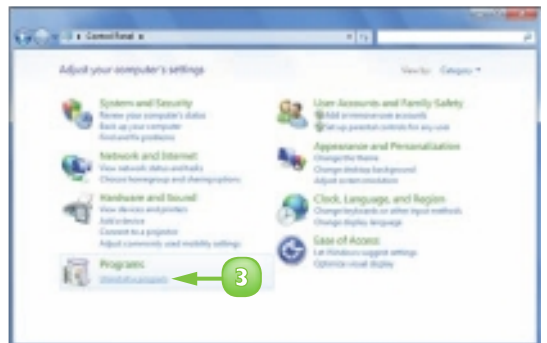 Control Panel
Adjust your computer's settings
View by: Category
System and Security
Review your computer's status
Back up your computer
Find and fix problems
Network and Internet
View network status and tasks
Choose homegroup and sharing options
Hardware and Sound
View devices and printers
Add a device
Connect to a projector
Adjust commonly used mobility settings
Programs
Uninstall a program
3
User Accounts and Family Safety
Add or remove user accounts
Set up parental controls for any user
Appearance and Personalization
Change the theme
Change desktop background
Adjust screen resolution
Clock, Language, and Region
Change keyboards or other input methods
Change display language
Ease of Access
Let Windows suggest settings
Optimize visual display